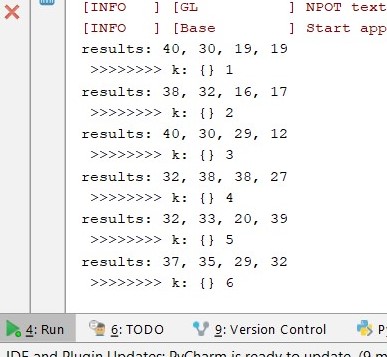 [INFO   ] [GL          ] NPOT text
[INFO   ] [Base        ] Start app
results: 40, 30, 19, 19
 >>>>>>>> k: {} 1
results: 38, 32, 16, 17
 >>>>>>>> k: {} 2
results: 40, 30, 29, 12
 >>>>>>>> k: {} 3
results: 32, 38, 38, 27
 >>>>>>>> k: {} 4
results: 32, 33, 20, 39
 >>>>>>>> k: {} 5
results: 37, 35, 29, 32
 >>>>>>>> k: {} 6
4: Run 6: TODO 9: Version Control P
IDE and Plugin Updates: PyCharm is ready to update. (9 m